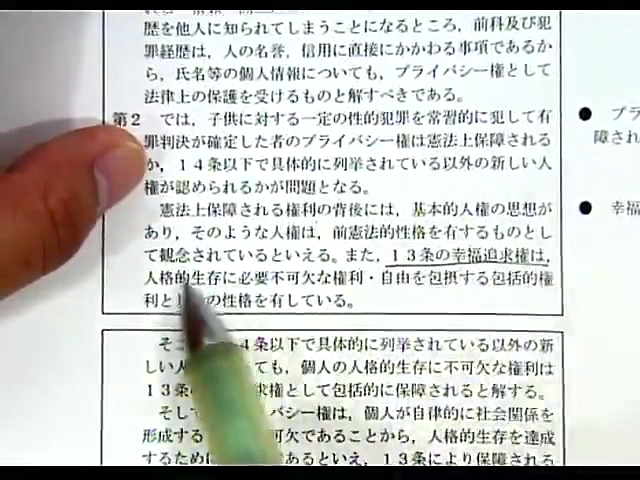 歴を他人に知られてしまうことになるところ，前科及び犯
罪経歴は，人の名誉，信用に直接にかかわる事項であるか
ら，氏名等の個人情報についても，プライバシー権として
法律上の保護を受けるものと解すべきである。
第２　では，子供に対する一定の性的犯罪を常習的に犯して有
罪判決が確定した者のプライバシー権は憲法上保障される
か，１４条以下で具体的に列挙されている以外の新しい人
権が認められるかが問題となる。
憲法上保障される権利の背後には，基本的人権の思想が
あり，そのような人権は，前憲法的性格を有するものとし
て観念されているといえる。また，１３条の幸福追求権は，
人格的生存に必要不可欠な権利・自由を包摂する包括的権
利と の性格を有している。
そこ ４条以下で具体的に列挙されている以外の新
しい人 ても，個人の人格的生存に不可欠な権利は
１３条 求権として包括的に保障されると解する。
そし バシー権は，個人が自律的に社会関係を
形成する 可欠であることから，人格的生存を達成
するため あるといえ，１３条により保障される
● プラ
障され
● 幸福